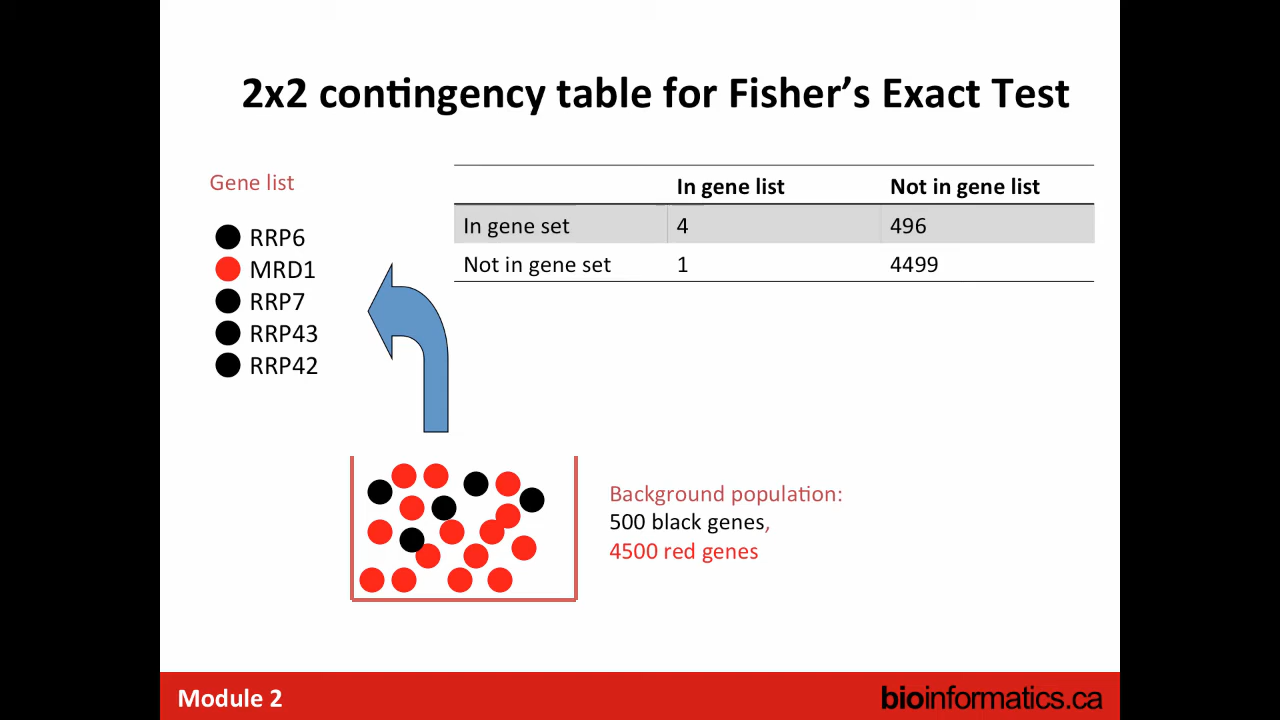 2x2 contingency table for Fisher's Exact Test
Gene list
RRP6
MRD1
RRP7
RRP43
RRP42
In gene list Not in gene list
In gene set 4 496
Not in gene set 1 4499
Background population:
500 black genes,
4500 red genes
Module 2
bioinformatics.ca